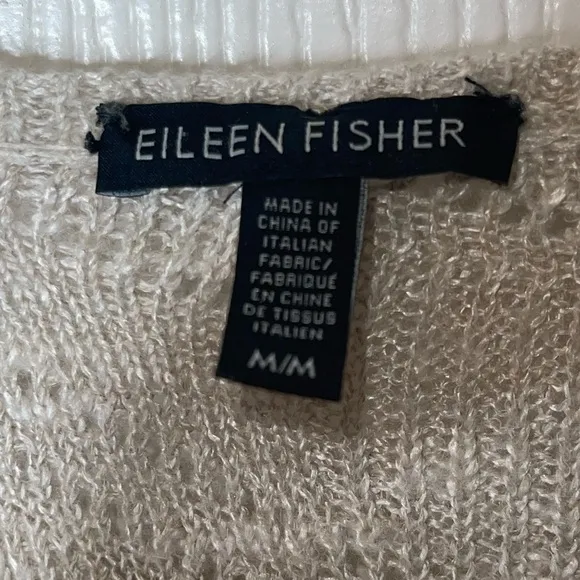 EILEEN FISHER
MADE IN
CHINA OF
ITALIAN
FABRIC/
FABRIQUÉ
EN CHINE
DE TISSUS
ITALIEN
M/M